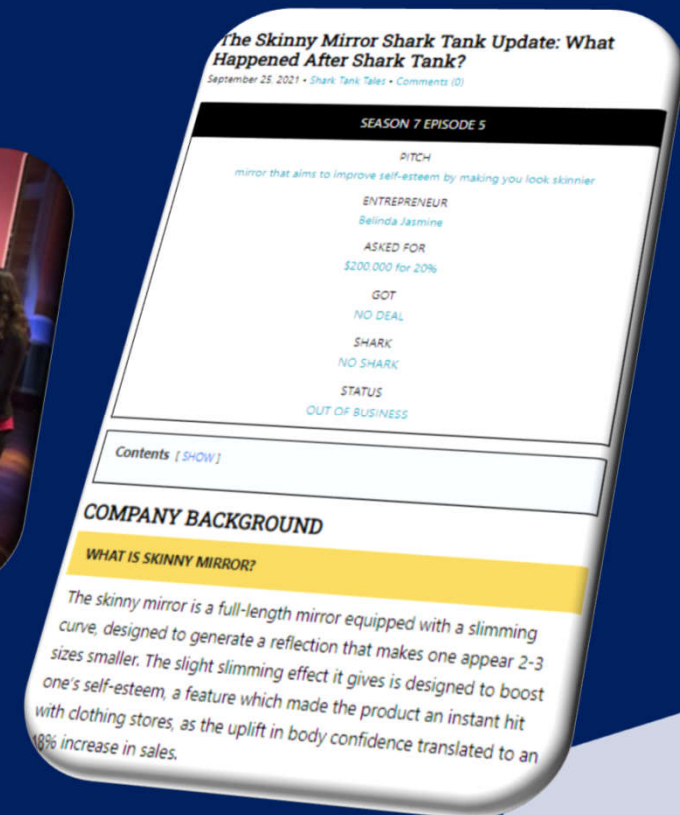 The Skinny Mirror Shark Tank Update: What
Happened After Shark Tank?
September 25, 2021 • Shark Tank Tales • Comments (0)
SEASON 7 EPISODE 5
PITCH
mirror that aims to improve self-esteem by making you look skinnier
ENTREPRENEUR
Belinda Jasmine
ASKED FOR
$200,000 for 20%
GOT
NO DEAL
SHARK
NO SHARK
STATUS
OUT OF BUSINESS
Contents [ SHOW ]
COMPANY BACKGROUND
WHAT IS SKINNY MIRROR?
The skinny mirror is a full-length mirror equipped with a slimming
curve, designed to generate a reflection that makes one appear 2-3
sizes smaller. The slight slimming effect it gives is designed to boost
one's self-esteem, a feature which made the product an instant hit
with clothing stores, as the uplift in body confidence translated to an
18% increase in sales.